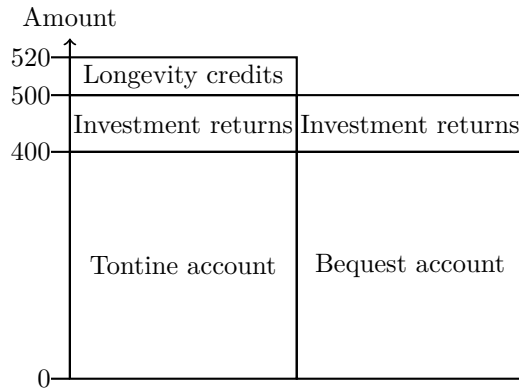 Amount
520
Longevity credits
500
Investment returns Investment returns
400
Tontine account Bequest account
0